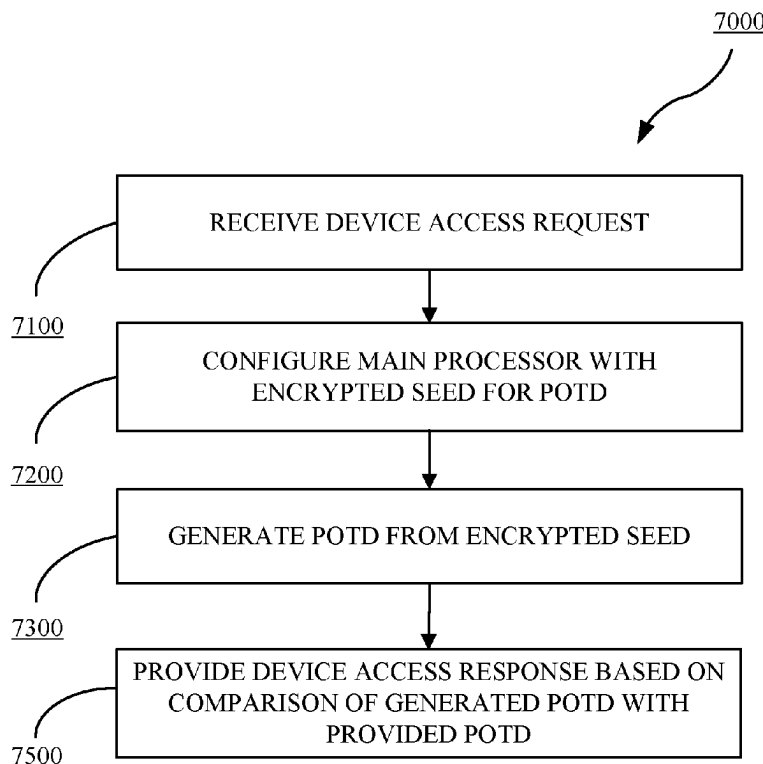 7000
RECEIVE DEVICE ACCESS REQUEST
7100
CONFIGURE MAIN PROCESSOR WITH
ENCRYPTED SEED FOR POTD
7200
GENERATE POTD FROM ENCRYPTED SEED
7300
PROVIDE DEVICE ACCESS RESPONSE BASED ON
COMPARISON OF GENERATED POTD WITH
PROVIDED POTD
7500